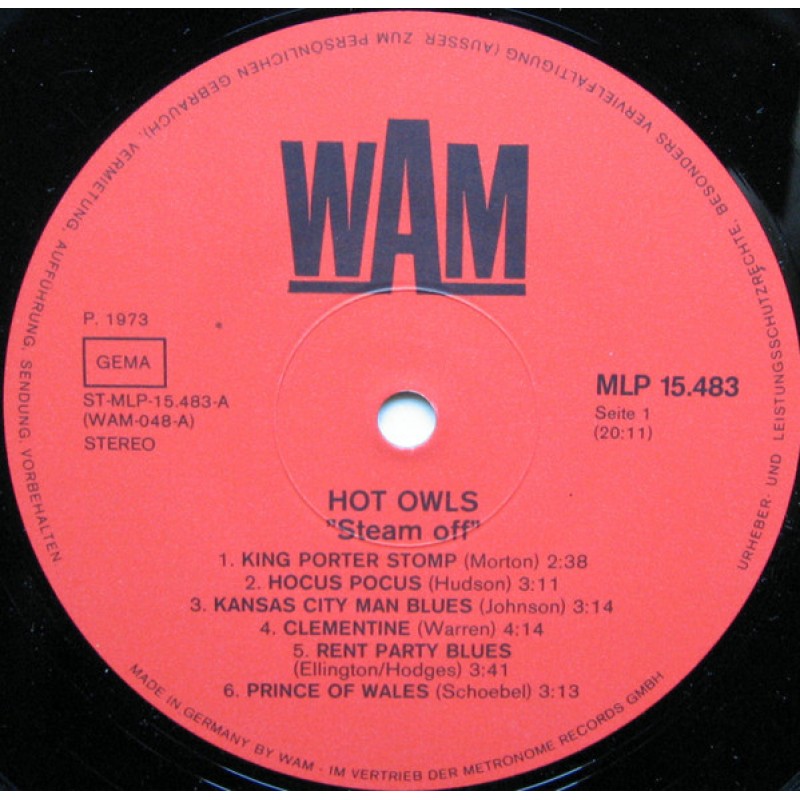 URHEBER- UND LEISTUNGSSCHUTZRECHTE, BESONDERS VERVIELFÄLTIGUNG (AUSSER ZUM PERSÖNLICHEN GEBRAUCH), VERMIETUNG, AUFFÜHRUNG, SENDUNG, VORBEHALTEN.
WAM
P. 1973
GEMA
ST-MLP-15.483-A
(WAM-048-A)
STEREO
MLP 15.483
Seite 1
(20:11)
HOT OWLS
"Steam off"
1. KING PORTER STOMP (Morton) 2:38
2. HOCUS POCUS (Hudson) 3:11
3. KANSAS CITY MAN BLUES (Johnson) 3:14
4. CLEMENTINE (Warren) 4:14
5. RENT PARTY BLUES
(Ellington/Hodges) 3:41
6. PRINCE OF WALES (Schoebel) 3:13
MADE IN GERMANY BY WAM - IM VERTRIEB DER METRONOME RECORDS GMBH